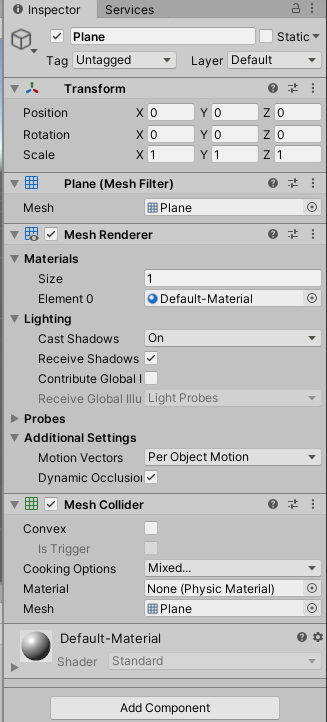 Inspector Services
Plane Static
Tag Untagged Layer Default
Transform
Position X 0 Y 0 Z 0
Rotation X 0 Y 0 Z 0
Scale X 1 Y 1 Z 1
Plane (Mesh Filter)
Mesh Plane
Mesh Renderer
Materials
Size 1
Element 0 Default-Material
Lighting
Cast Shadows On
Receive Shadows
Contribute Global I
Receive Global Illu Light Probes
Probes
Additional Settings
Motion Vectors Per Object Motion
Dynamic Occlusion
Mesh Collider
Convex
Is Trigger
Cooking Options Mixed...
Material None (Physic Material)
Mesh Plane
Default-Material
Shader Standard
Add Component